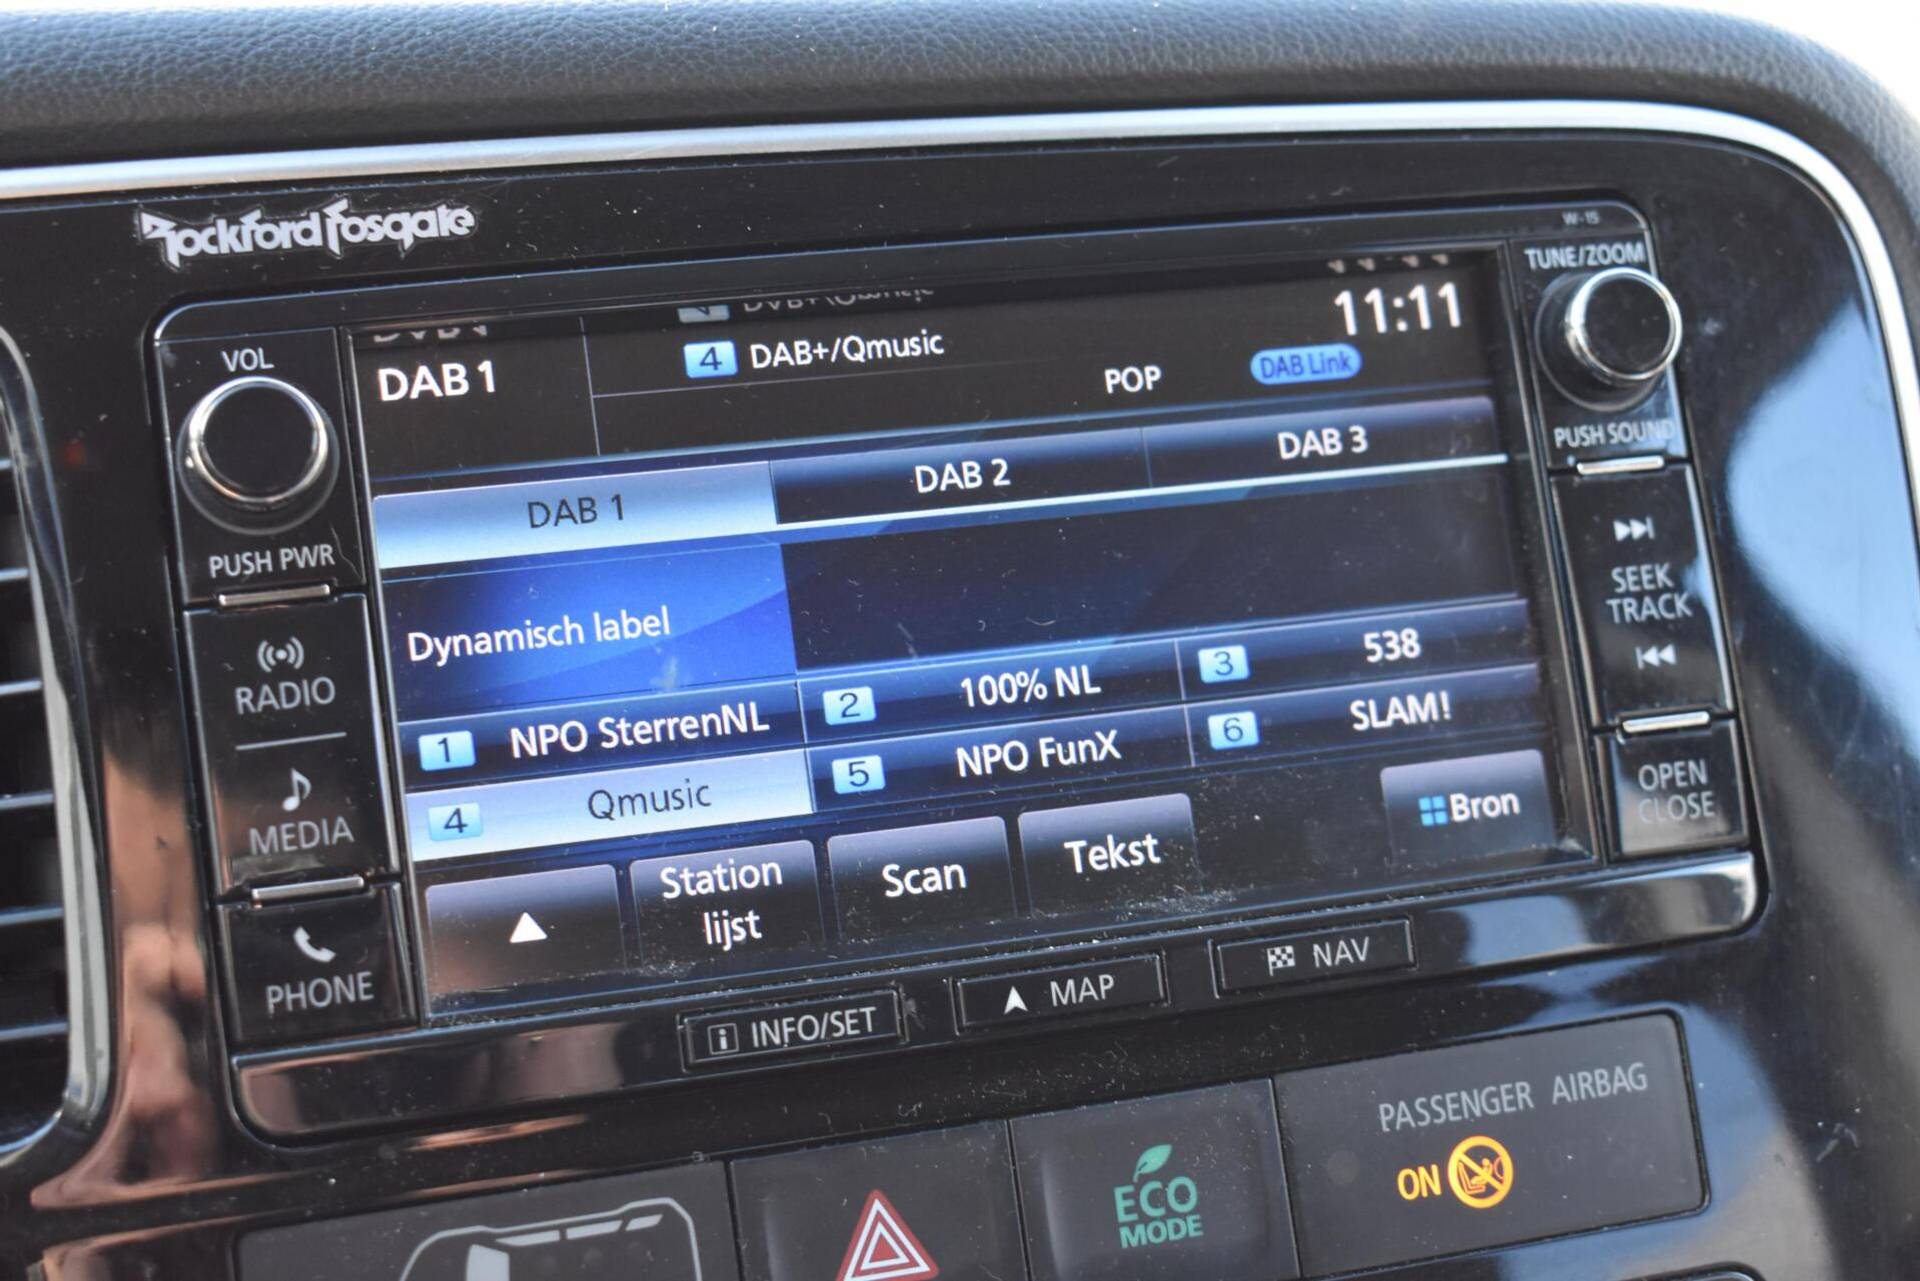 Rockford Fosgate
W-15
VOL
PUSH PWR
RADIO
MEDIA
PHONE
DAB 1
4 DAB+/Qmusic
11:11
POP
DAB Link
DAB 1
DAB 2
DAB 3
Dynamisch label
1 NPO SterrenNL
2 100% NL
3 538
4 Qmusic
5 NPO FunX
6 SLAM!
Station
lijst
Scan
Tekst
Bron
TUNE/ZOOM
PUSH SOUND
SEEK
TRACK
OPEN
CLOSE
i INFO/SET
MAP
NAV
ECO
MODE
PASSENGER AIRBAG
ON